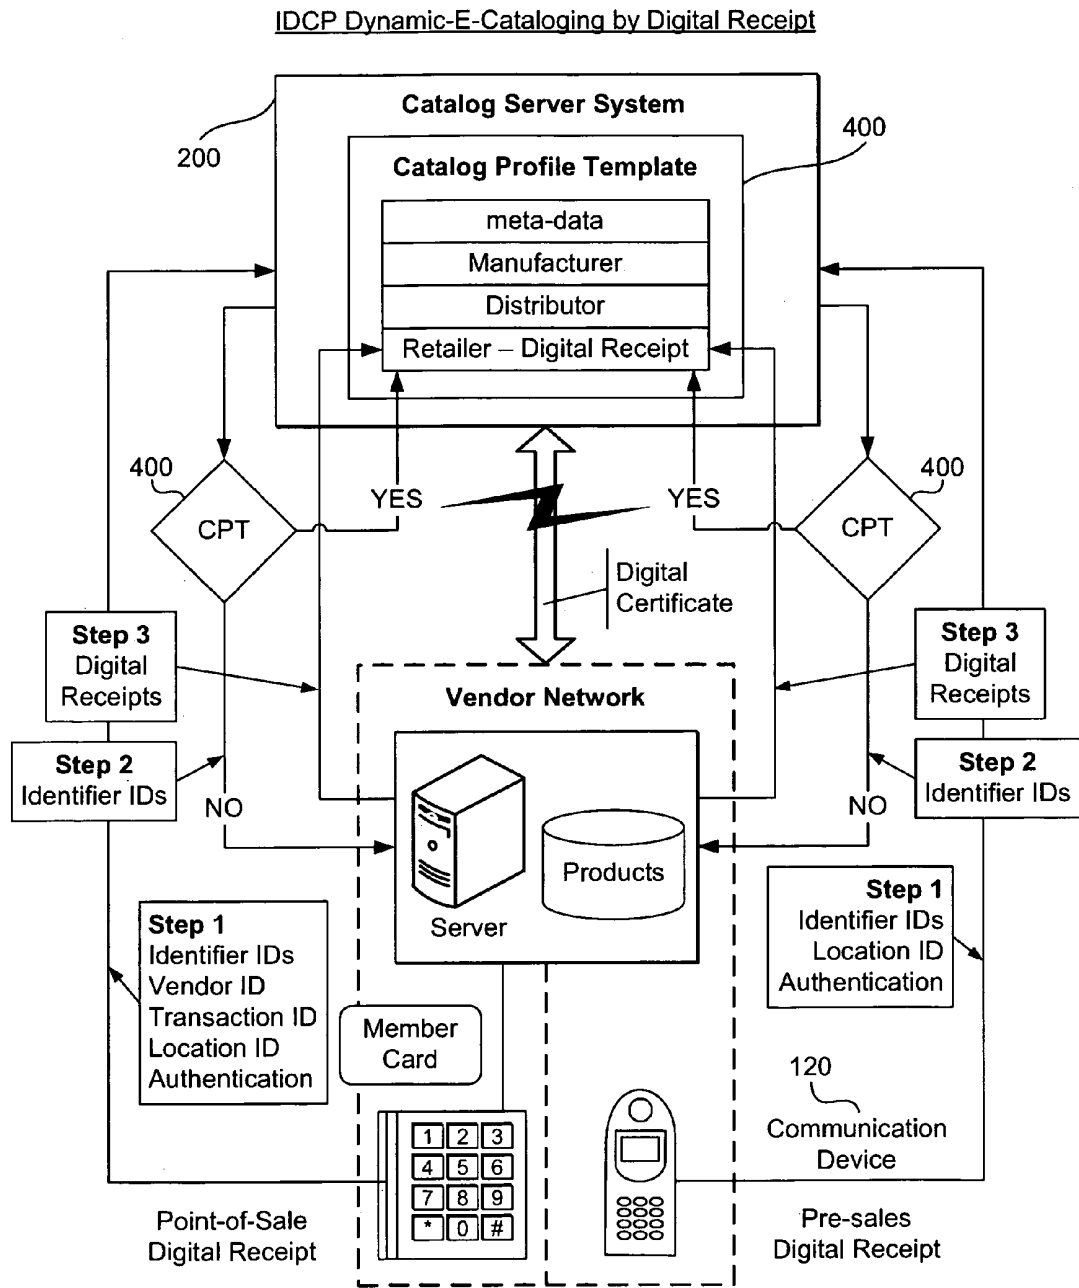 IDCP Dynamic-E-Cataloging by Digital Receipt
Catalog Server System
200
400
Catalog Profile Template
meta-data
Manufacturer
Distributor
Retailer – Digital Receipt
400
CPT
YES
YES
400
CPT
Digital
Certificate
Step 3
Digital
Receipts
Step 3
Digital
Receipts
Vendor Network
Step 2
Identifier IDs
NO
Step 2
Identifier IDs
NO
Server
Products
Step 1
Identifier IDs
Vendor ID
Transaction ID
Location ID
Authentication
Step 1
Identifier IDs
Location ID
Authentication
Member
Card
120
Communication
Device
1 2 3
4 5 6
7 8 9
* 0 #
Point-of-Sale
Digital Receipt
Pre-sales
Digital Receipt